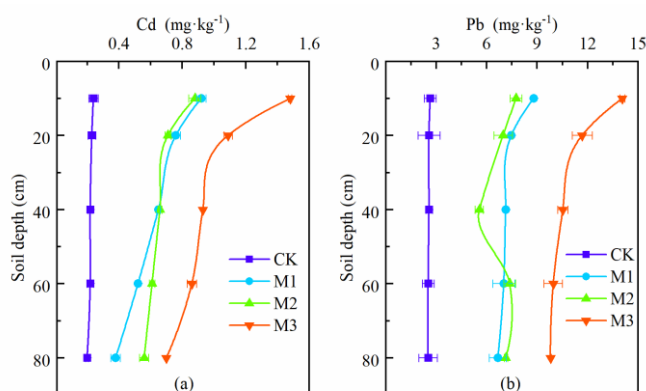 Cd (mg·kg⁻¹)
0.4 0.8 1.2 1.6
0
20
40
60
80
Soil depth (cm)
CK
M1
M2
M3
(a)
Pb (mg·kg⁻¹)
3 6 9 12 15
0
20
40
60
80
Soil depth (cm)
CK
M1
M2
M3
(b)